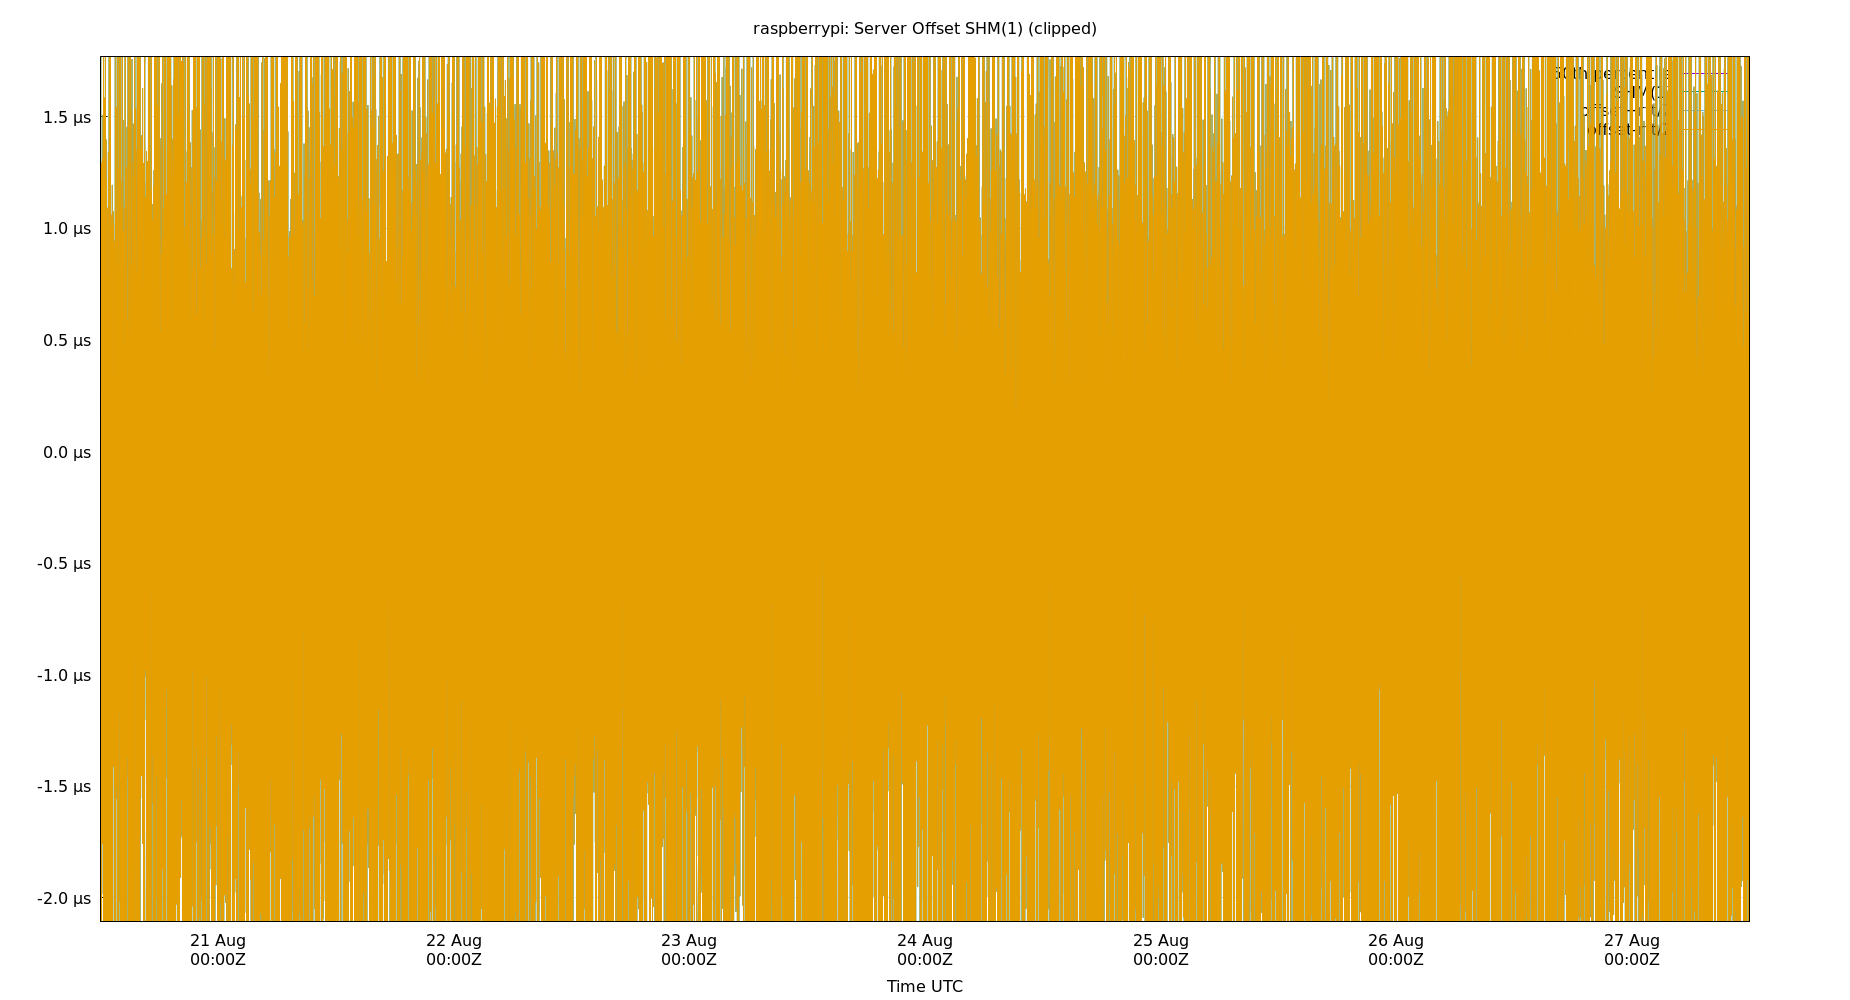 raspberrypi: Server Offset SHM(1) (clipped)
1.5 µs
1.0 µs
0.5 µs
0.0 µs
-0.5 µs
-1.0 µs
-1.5 µs
-2.0 µs
21 Aug
00:00Z
22 Aug
00:00Z
23 Aug
00:00Z
24 Aug
00:00Z
25 Aug
00:00Z
26 Aug
00:00Z
27 Aug
00:00Z
Time UTC